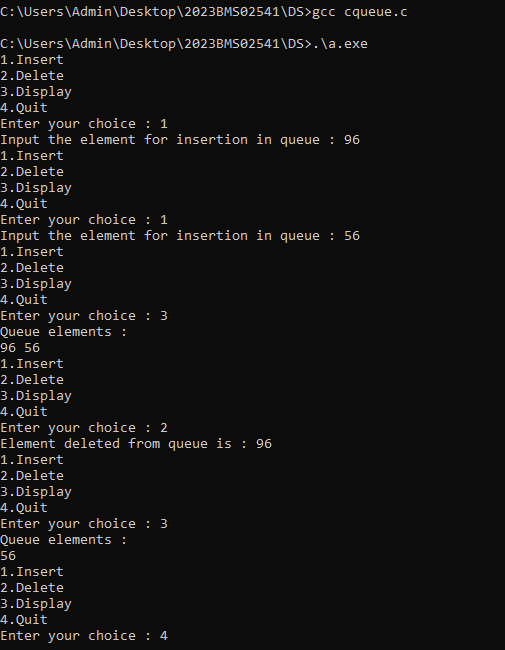 C:\Users\Admin\Desktop\2023BMS02541\DS>gcc cqueue.c
C:\Users\Admin\Desktop\2023BMS02541\DS>.\a.exe
1.Insert
2.Delete
3.Display
4.Quit
Enter your choice : 1
Input the element for insertion in queue : 96
1.Insert
2.Delete
3.Display
4.Quit
Enter your choice : 1
Input the element for insertion in queue : 56
1.Insert
2.Delete
3.Display
4.Quit
Enter your choice : 3
Queue elements :
96 56
1.Insert
2.Delete
3.Display
4.Quit
Enter your choice : 2
Element deleted from queue is : 96
1.Insert
2.Delete
3.Display
4.Quit
Enter your choice : 3
Queue elements :
56
1.Insert
2.Delete
3.Display
4.Quit
Enter your choice : 4